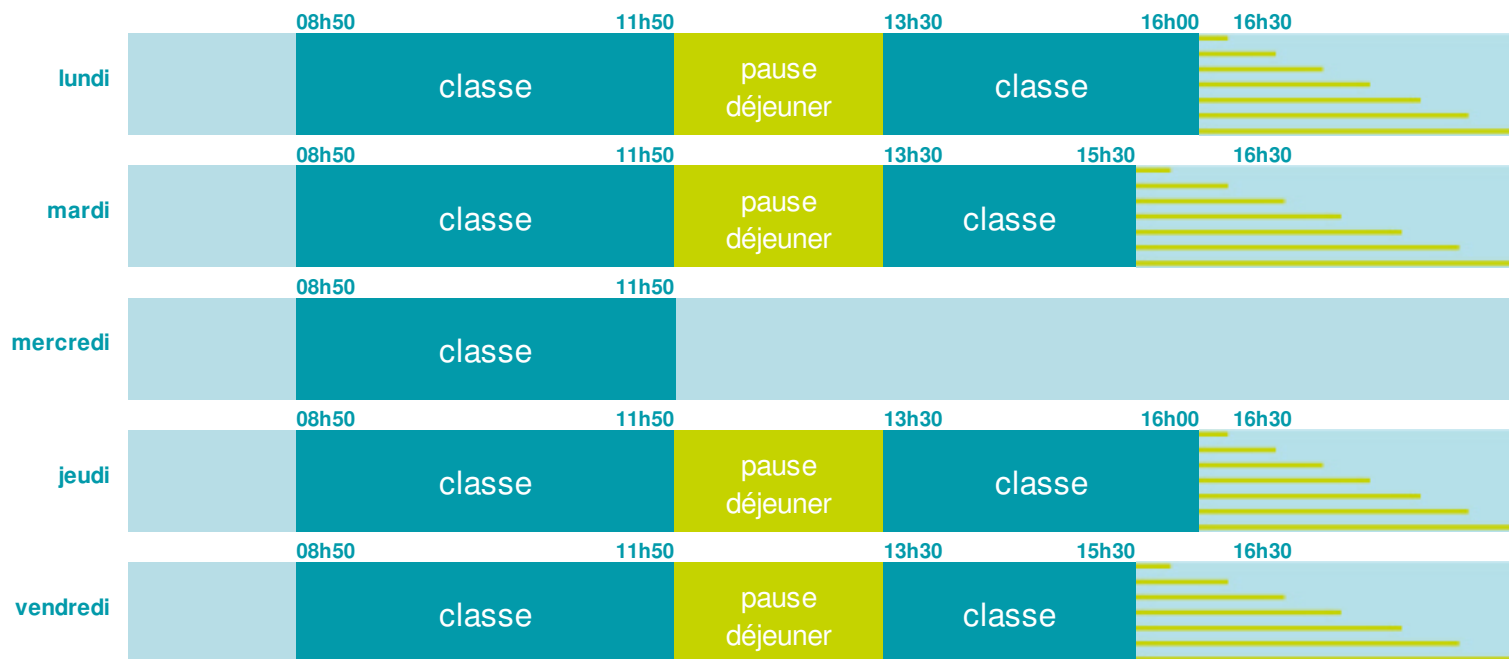 08h50 11h50 13h30 16h00 16h30
lundi classe pause déjeuner classe
08h50 11h50 13h30 15h30 16h30
mardi classe pause déjeuner classe
08h50 11h50
mercredi classe
08h50 11h50 13h30 16h00 16h30
jeudi classe pause déjeuner classe
08h50 11h50 13h30 15h30 16h30
vendredi classe pause déjeuner classe